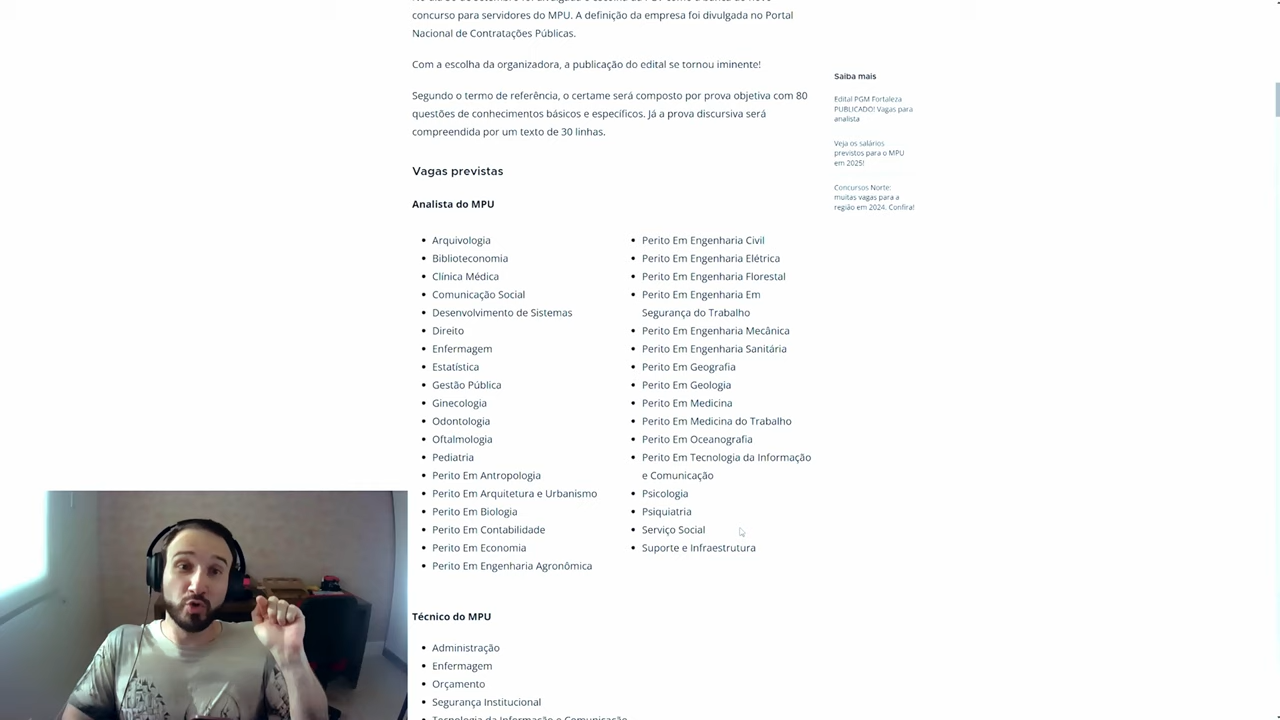 concurso para servidores do MPU. A definição da empresa foi divulgada no Portal
Nacional de Contratações Públicas.
Com a escolha da organizadora, a publicação do edital se tornou iminente!
Segundo o termo de referência, o certame será composto por prova objetiva com 80
questões de conhecimentos básicos e específicos. Já a prova discursiva será
compreendida por um texto de 30 linhas.
Vagas previstas
Analista do MPU
Arquivologia
Biblioteconomia
Clínica Médica
Comunicação Social
Desenvolvimento de Sistemas
Direito
Enfermagem
Estatística
Gestão Pública
Ginecologia
Odontologia
Oftalmologia
Pediatria
Perito Em Antropologia
Perito Em Arquitetura e Urbanismo
Perito Em Biologia
Perito Em Contabilidade
Perito Em Economia
Perito Em Engenharia Agronômica
Perito Em Engenharia Civil
Perito Em Engenharia Elétrica
Perito Em Engenharia Florestal
Perito Em Engenharia Em
Segurança do Trabalho
Perito Em Engenharia Mecânica
Perito Em Engenharia Sanitária
Perito Em Geografia
Perito Em Geologia
Perito Em Medicina
Perito Em Medicina do Trabalho
Perito Em Oceanografia
Perito Em Tecnologia da Informação
e Comunicação
Psicologia
Psiquiatria
Serviço Social
Suporte e Infraestrutura
Técnico do MPU
Administração
Enfermagem
Orçamento
Segurança Institucional
Tecnologia da Informação e Comunicação
Saiba mais
Edital PGM Fortaleza
PUBLICADO! Vagas para
analista
Veja os salários
previstos para o MPU
em 2025!
Concursos Norte:
muitas vagas para a
região em 2024. Confira!